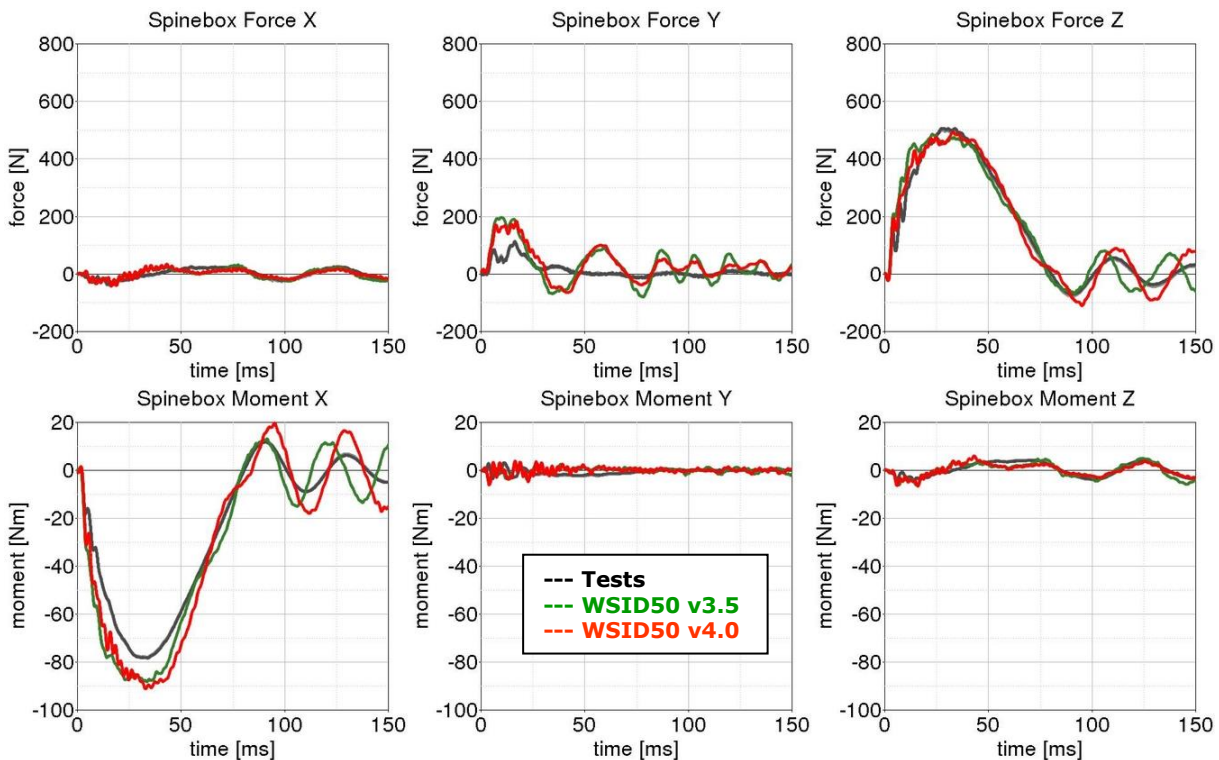 Spinebox Force X
800
600
400
200
0
-200
force [N]
0 50 100 150
time [ms]
Spinebox Force Y
800
600
400
200
0
-200
force [N]
0 50 100 150
time [ms]
Spinebox Force Z
800
600
400
200
0
-200
force [N]
0 50 100 150
time [ms]
Spinebox Moment X
20
0
-20
-40
-60
-80
-100
moment [Nm]
0 50 100 150
time [ms]
Spinebox Moment Y
20
0
-20
-40
-60
-80
-100
moment [Nm]
--- Tests
--- WSID50 v3.5
--- WSID50 v4.0
0 50 100 150
time [ms]
Spinebox Moment Z
20
0
-20
-40
-60
-80
-100
moment [Nm]
0 50 100 150
time [ms]